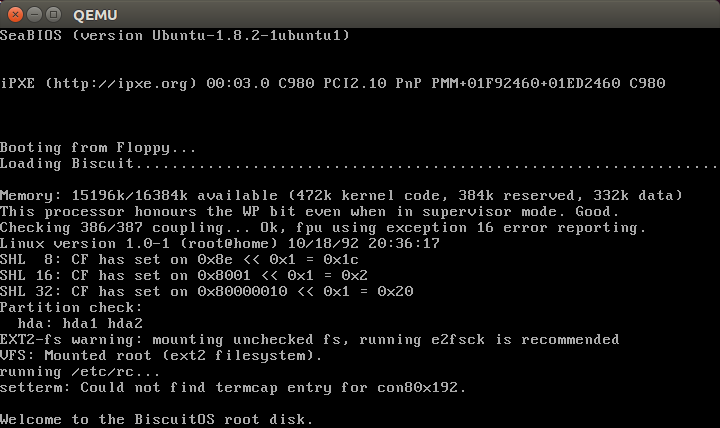 QEMU
SeaBIOS (version Ubuntu-1.8.2-1ubuntu1)
iPXE (http://ipxe.org) 00:03.0 C980 PCI2.10 PnP PMM+01F92460+01ED2460 C980
Booting from Floppy...
Loading Biscuit................................................................
Memory: 15196k/16384k available (472k kernel code, 384k reserved, 332k data)
This processor honours the WP bit even when in supervisor mode. Good.
Checking 386/387 coupling... Ok, fpu using exception 16 error reporting.
Linux version 1.0-1 (root@home) 10/18/92 20:36:17
SHL  8: CF has set on 0x8e << 0x1 = 0x1c
SHL 16: CF has set on 0x8001 << 0x1 = 0x2
SHL 32: CF has set on 0x80000010 << 0x1 = 0x20
Partition check:
  hda: hda1 hda2
EXT2-fs warning: mounting unchecked fs, running e2fsck is recommended
VFS: Mounted root (ext2 filesystem).
running /etc/rc...
setterm: Could not find termcap entry for con80x192.
Welcome to the BiscuitOS root disk.